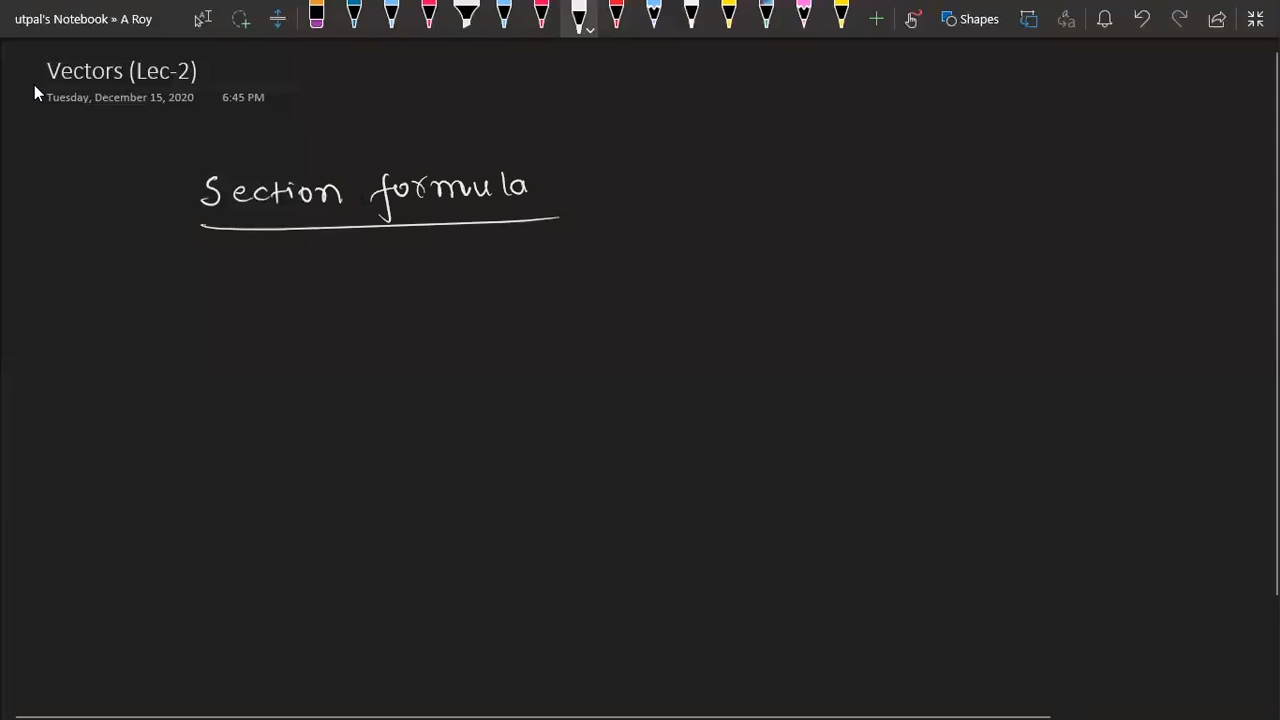 utpal's Notebook » A Roy
Shapes
Vectors (Lec-2)
Tuesday, December 15, 2020 6:45 PM
Section formula